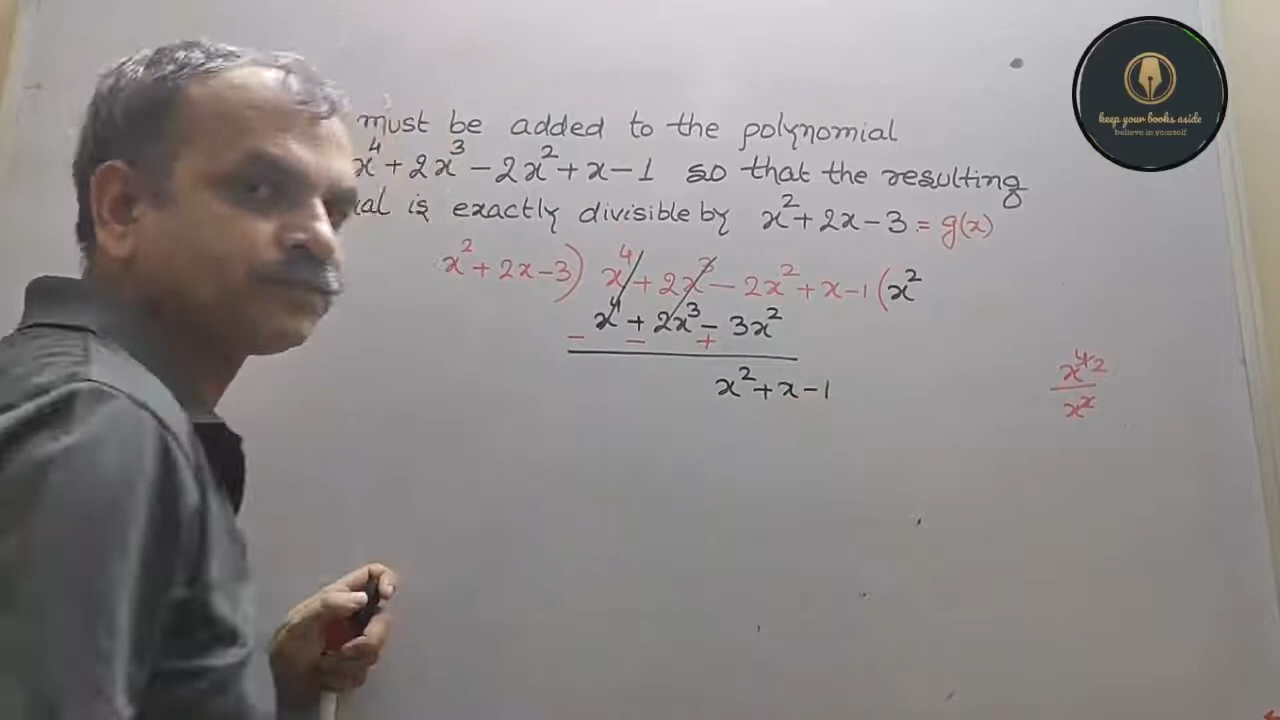 must be added to the polynomial
x⁴ + 2x³ - 2x² + x - 1 so that the resulting
ial is exactly divisible by x² + 2x - 3 = g(x)
x² + 2x - 3) x⁴ + 2x³ - 2x² + x - 1 (x²
x⁴ + 2x³ - 3x²
- - +
x² + x - 1
x⁴ 2
x²
keep your books aside
believe in yourself